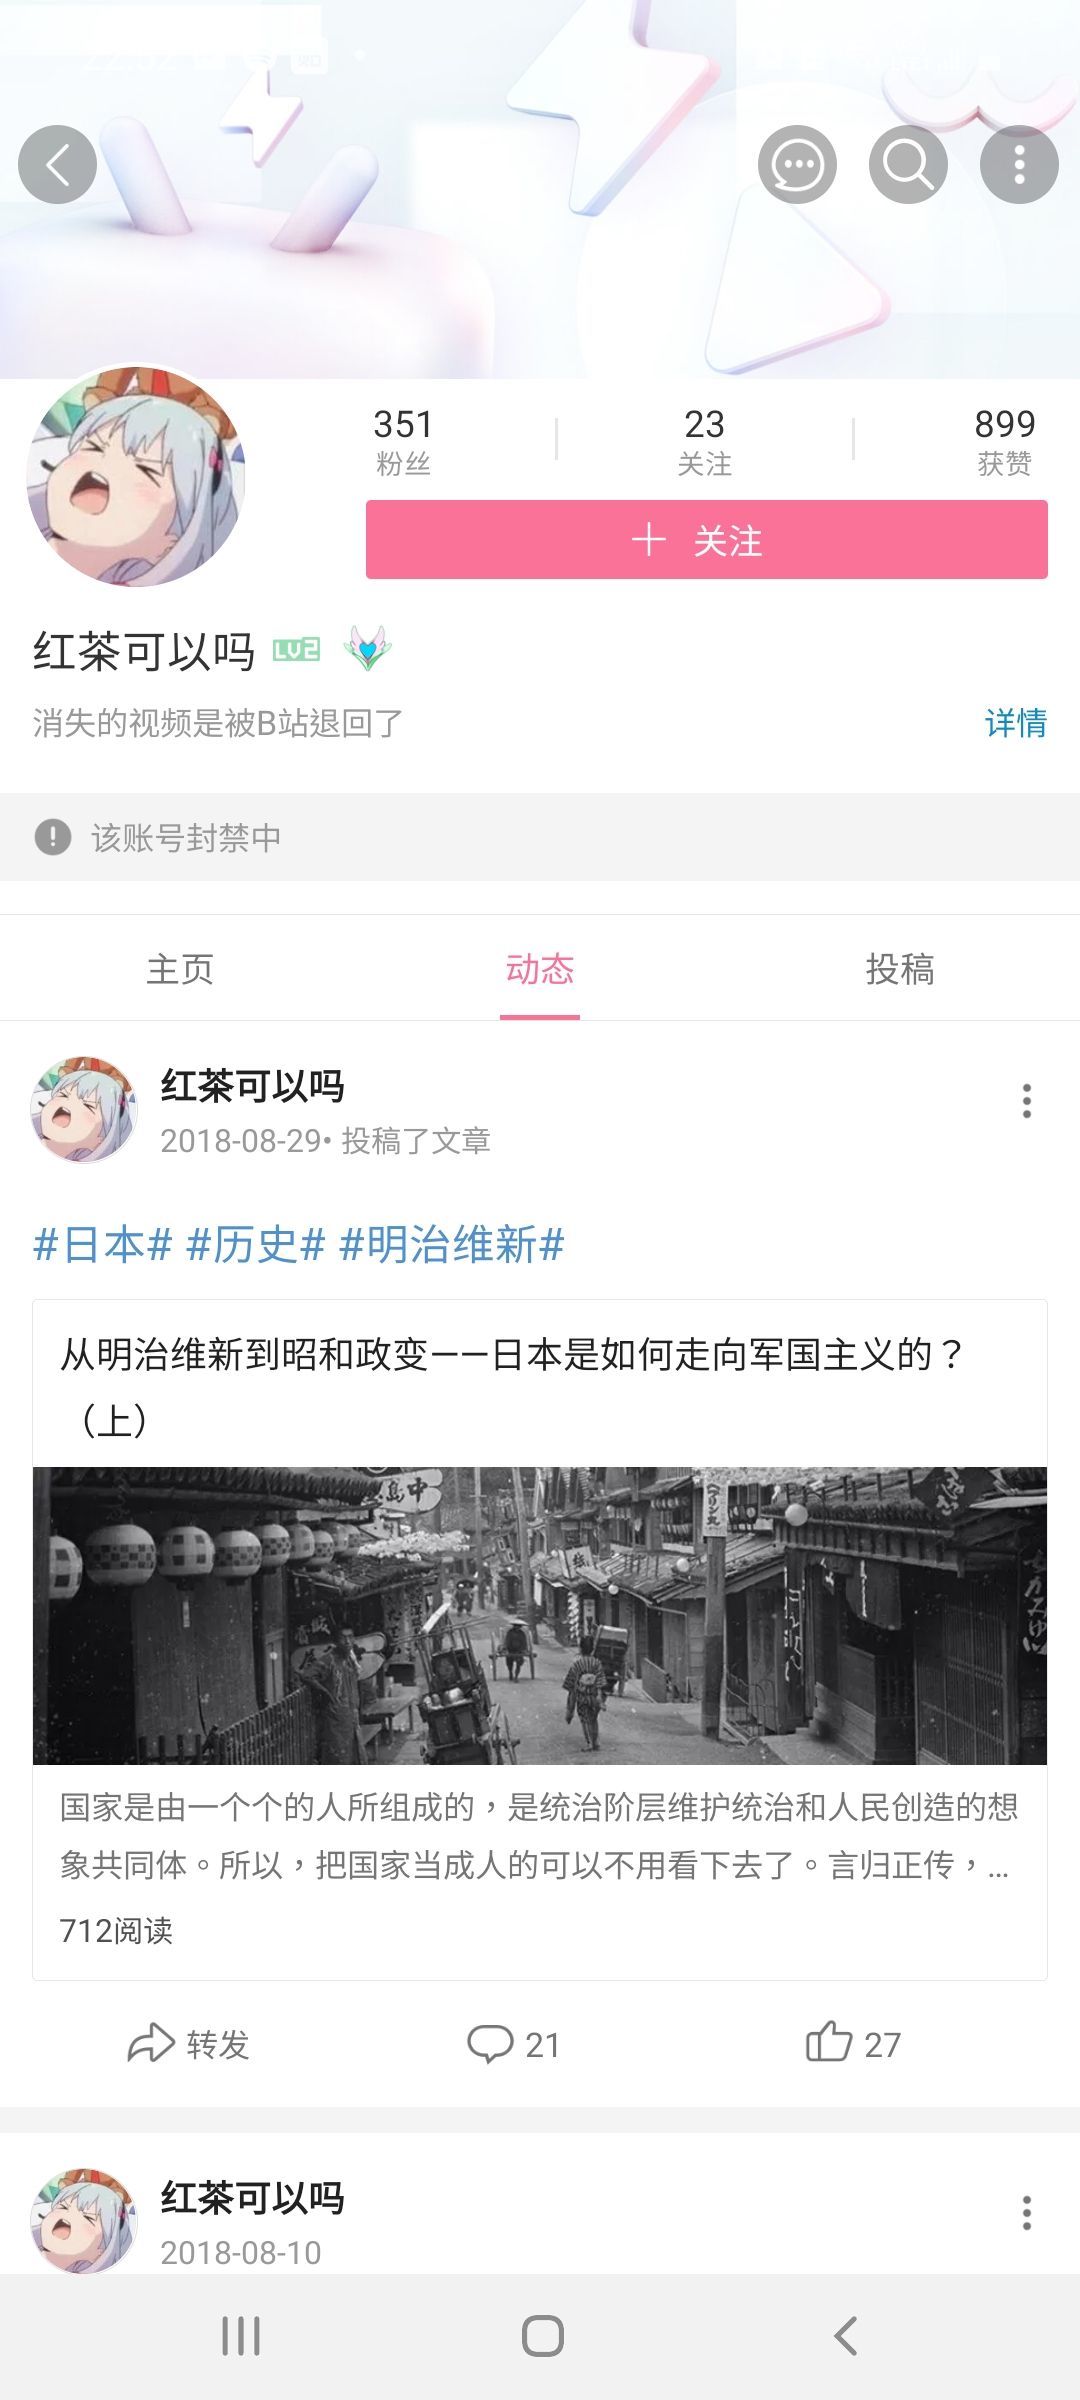 22:52
351
23
899
粉丝
关注
获赞
关注
红茶可以吗 LV2
消失的视频是被B站退回了
详情
该账号封禁中
主页
动态
投稿
红茶可以吗
2018-08-29• 投稿了文章
#日本# #历史# #明治维新#
从明治维新到昭和政变——日本是如何走向军国主义的？
（上）
島中
国家是由一个个的人所组成的，是统治阶层维护统治和人民创造的想
象共同体。所以，把国家当成人的可以不用看下去了。言归正传，...
712阅读
转发
21
27
红茶可以吗
2018-08-10